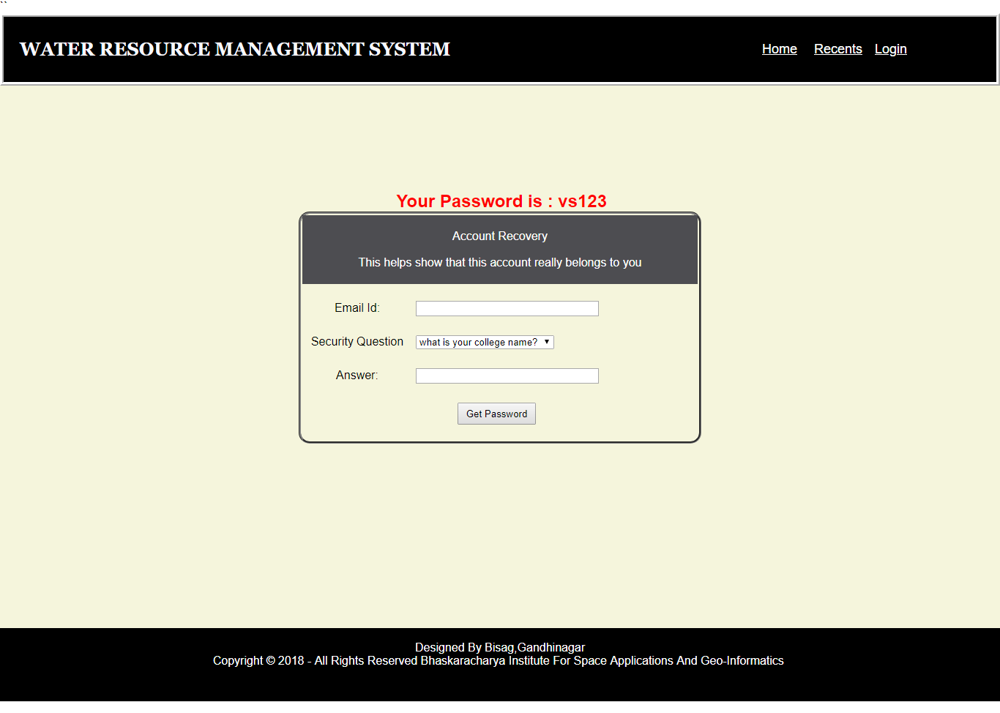 ``
WATER RESOURCE MANAGEMENT SYSTEM
Home Recents Login
Your Password is : vs123
Account Recovery
This helps show that this account really belongs to you
Email Id:
Security Question what is your college name?
Answer:
Get Password
Designed By Bisag,Gandhinagar
Copyright © 2018 - All Rights Reserved Bhaskaracharya Institute For Space Applications And Geo-Informatics